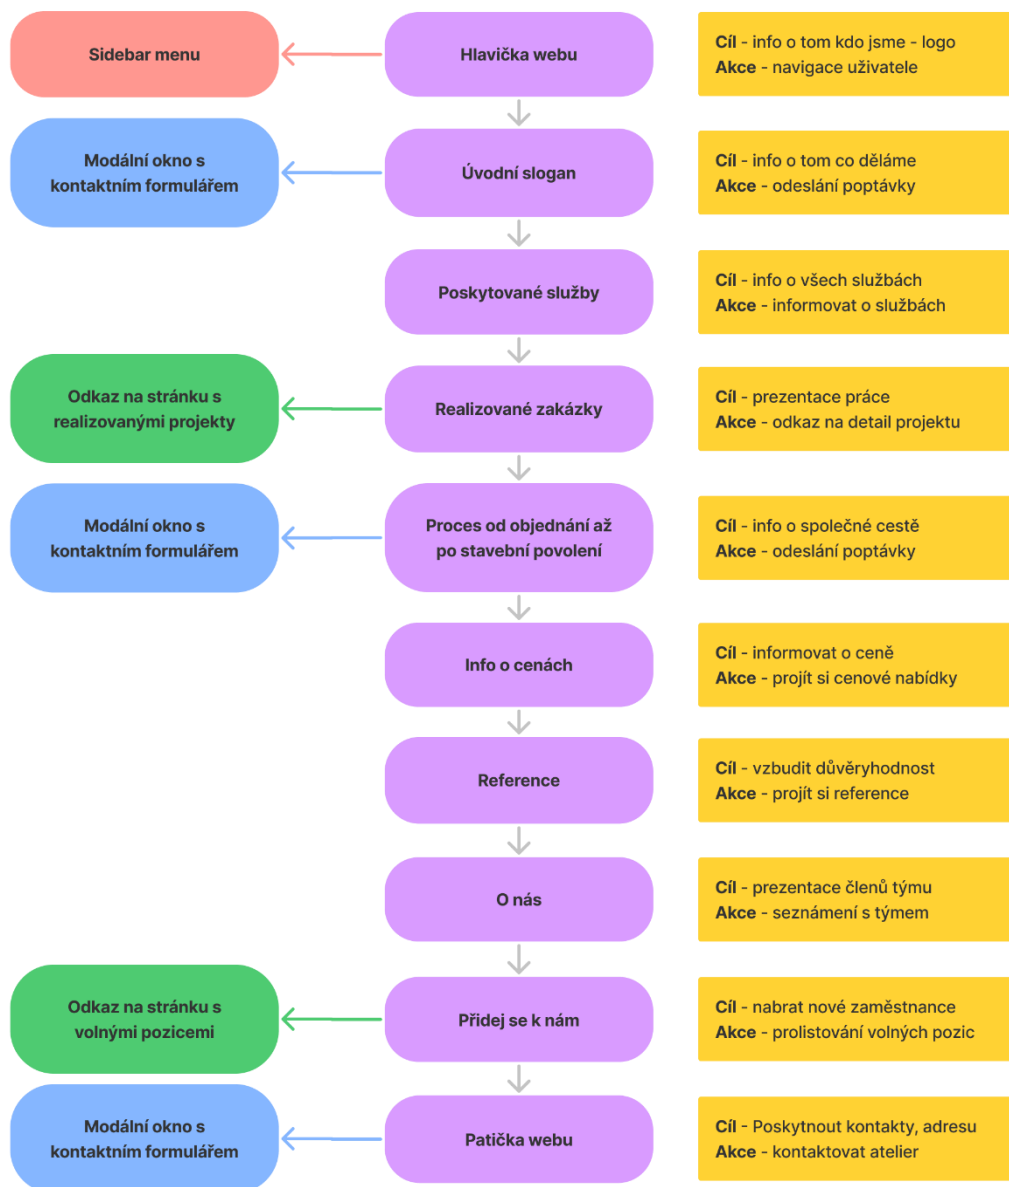 Sidebar menu
Hlavička webu
Cíl - info o tom kdo jsme - logo
Akce - navigace uživatele
Modální okno s
kontaktním formulářem
Úvodní slogan
Cíl - info o tom co děláme
Akce - odeslání poptávky
Poskytované služby
Cíl - info o všech službách
Akce - informovat o službách
Odkaz na stránku s
realizovanými projekty
Realizované zakázky
Cíl - prezentace práce
Akce - odkaz na detail projektu
Modální okno s
kontaktním formulářem
Proces od objednání až
po stavební povolení
Cíl - info o společné cestě
Akce - odeslání poptávky
Info o cenách
Cíl - informovat o ceně
Akce - projít si cenové nabídky
Reference
Cíl - vzbudit důvěryhodnost
Akce - projít si reference
O nás
Cíl - prezentace členů týmu
Akce - seznámení s týmem
Odkaz na stránku s
volnými pozicemi
Přidej se k nám
Cíl - nabrat nové zaměstnance
Akce - prolistování volných pozic
Modální okno s
kontaktním formulářem
Patička webu
Cíl - Poskytnout kontakty, adresu
Akce - kontaktovat atelier